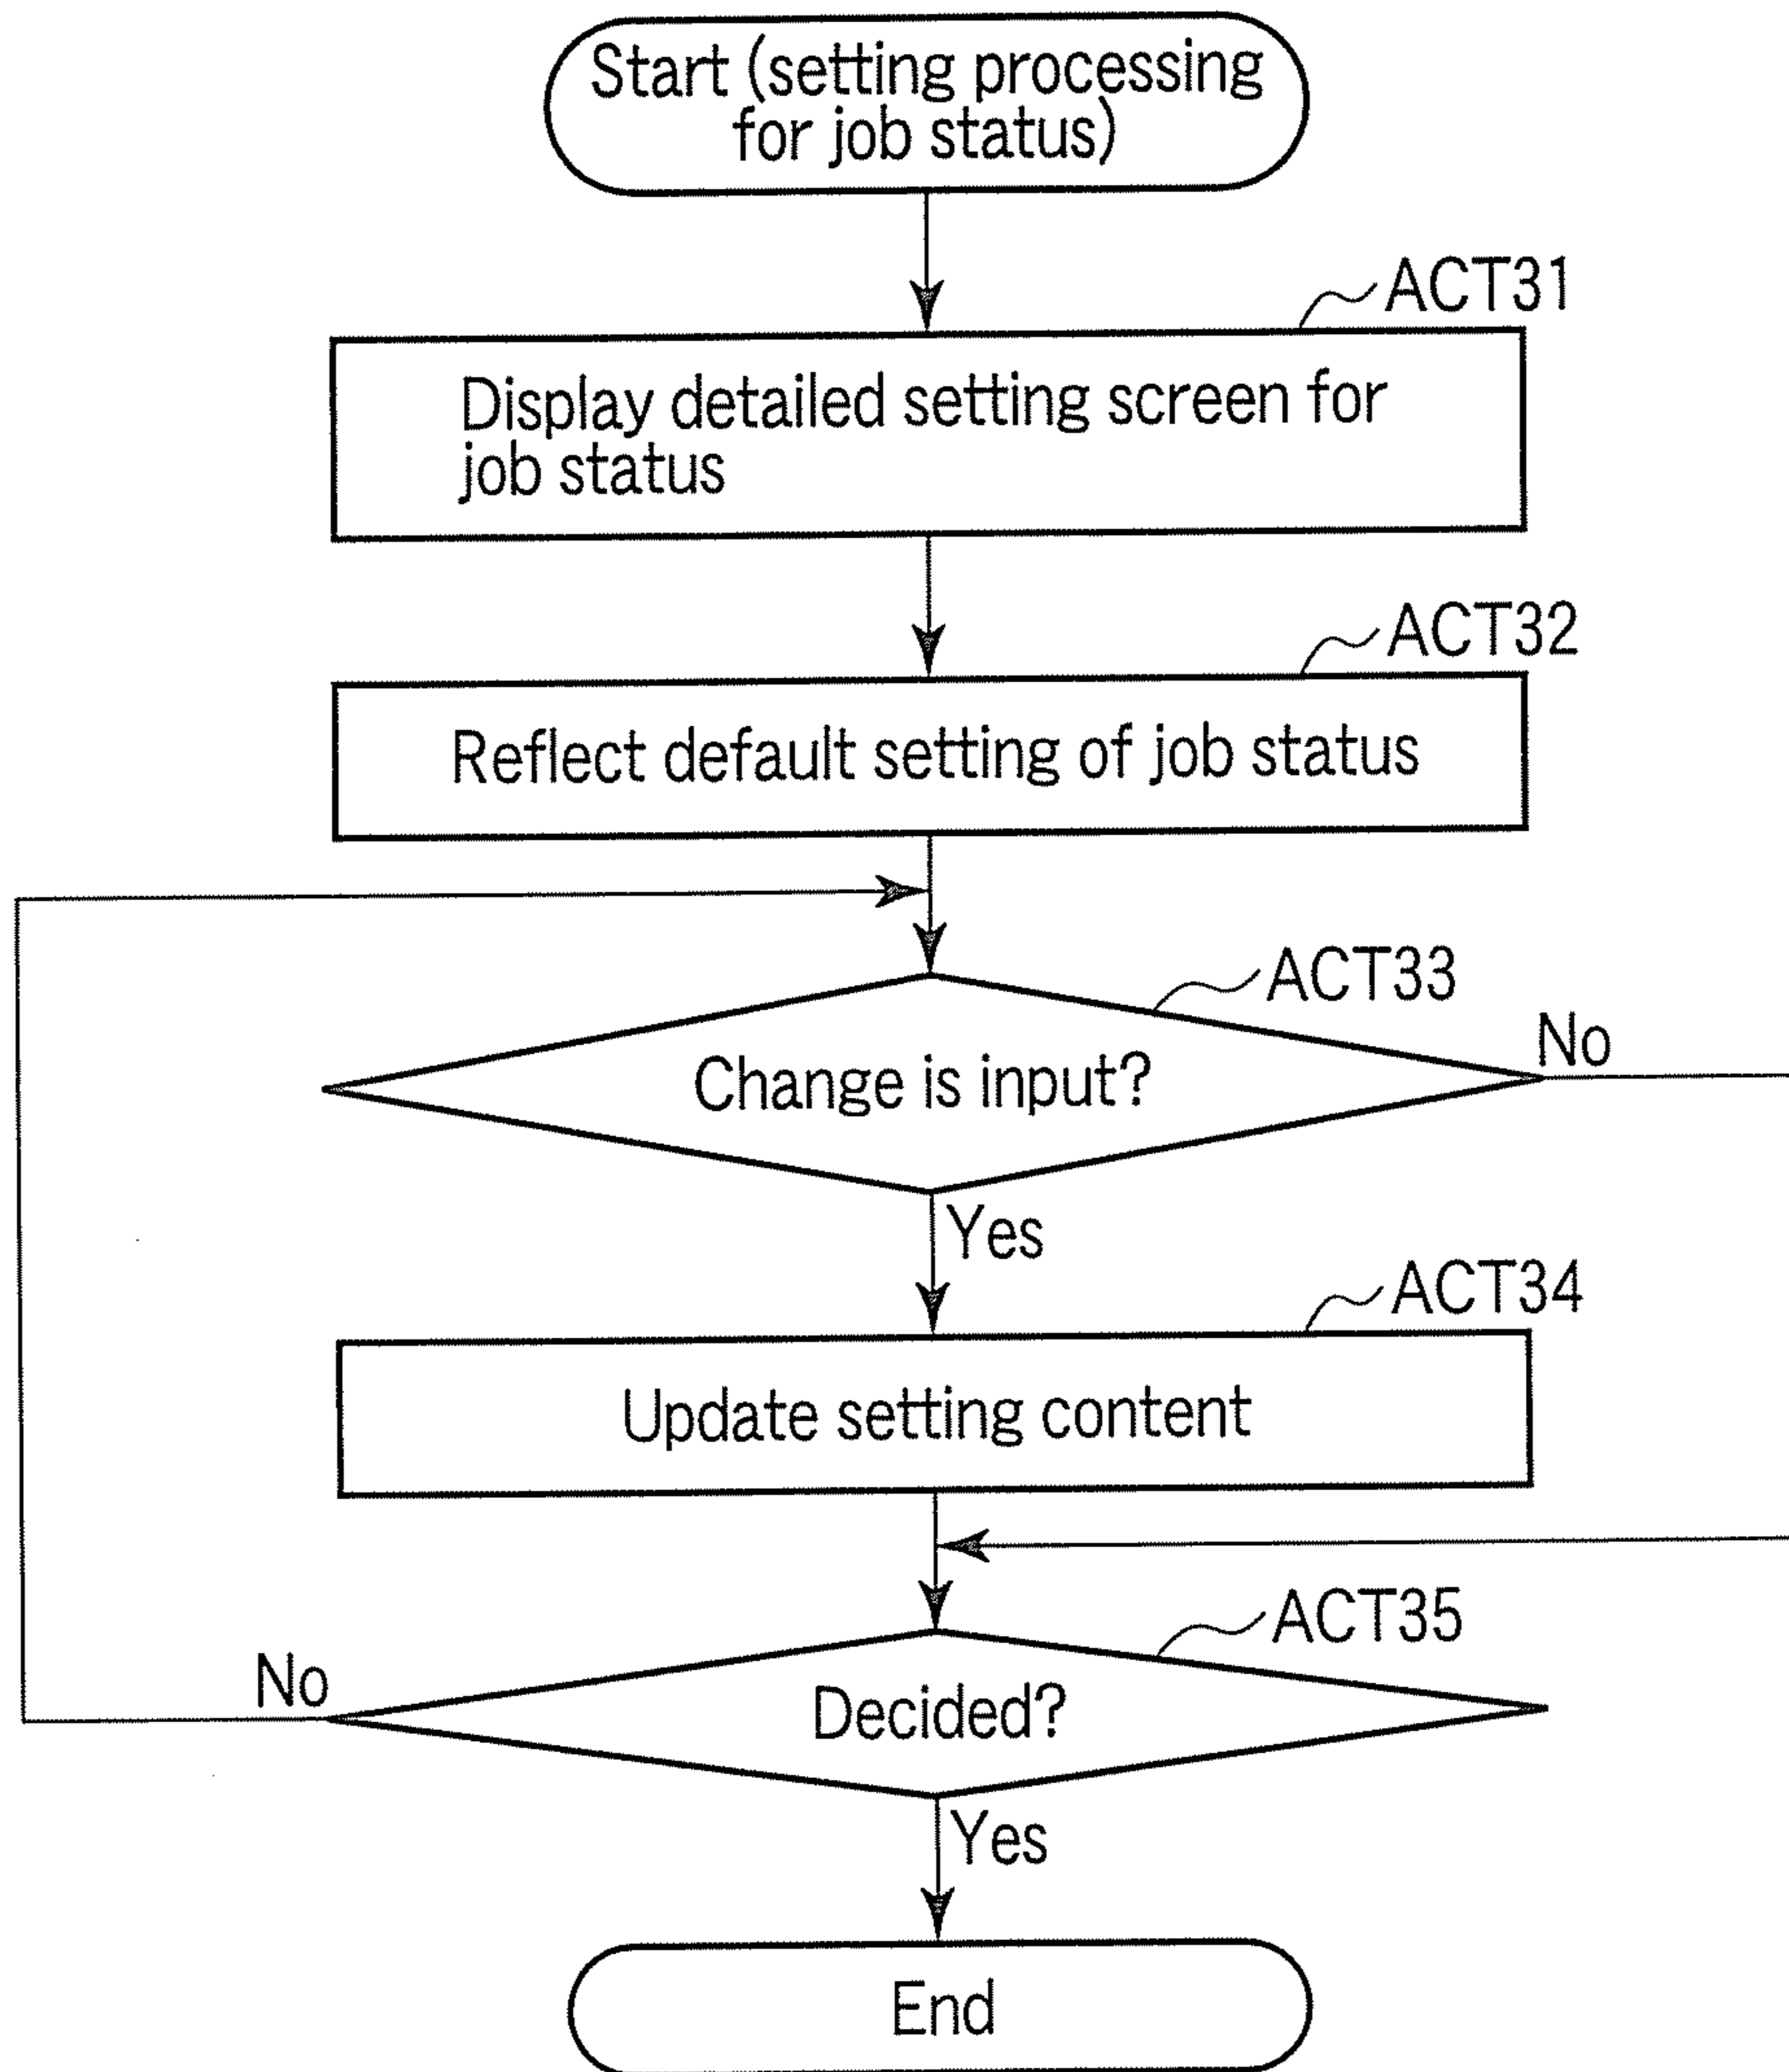 Start (setting processing
for job status)
ACT31
Display detailed setting screen for
job status
ACT32
Reflect default setting of job status
ACT33
No
Change is input?
Yes
ACT34
Update setting content
ACT35
No
Decided?
Yes
End